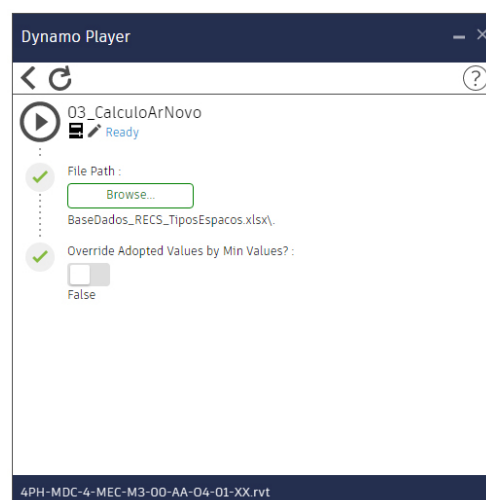 Dynamo Player
03_CalculoArNovo
Ready
File Path :
Browse...
BaseDados_RECS_TiposEspacos.xlsx\.
Override Adopted Values by Min Values? :
False
4PH-MDC-4-MEC-M3-00-AA-04-01-XX.rvt